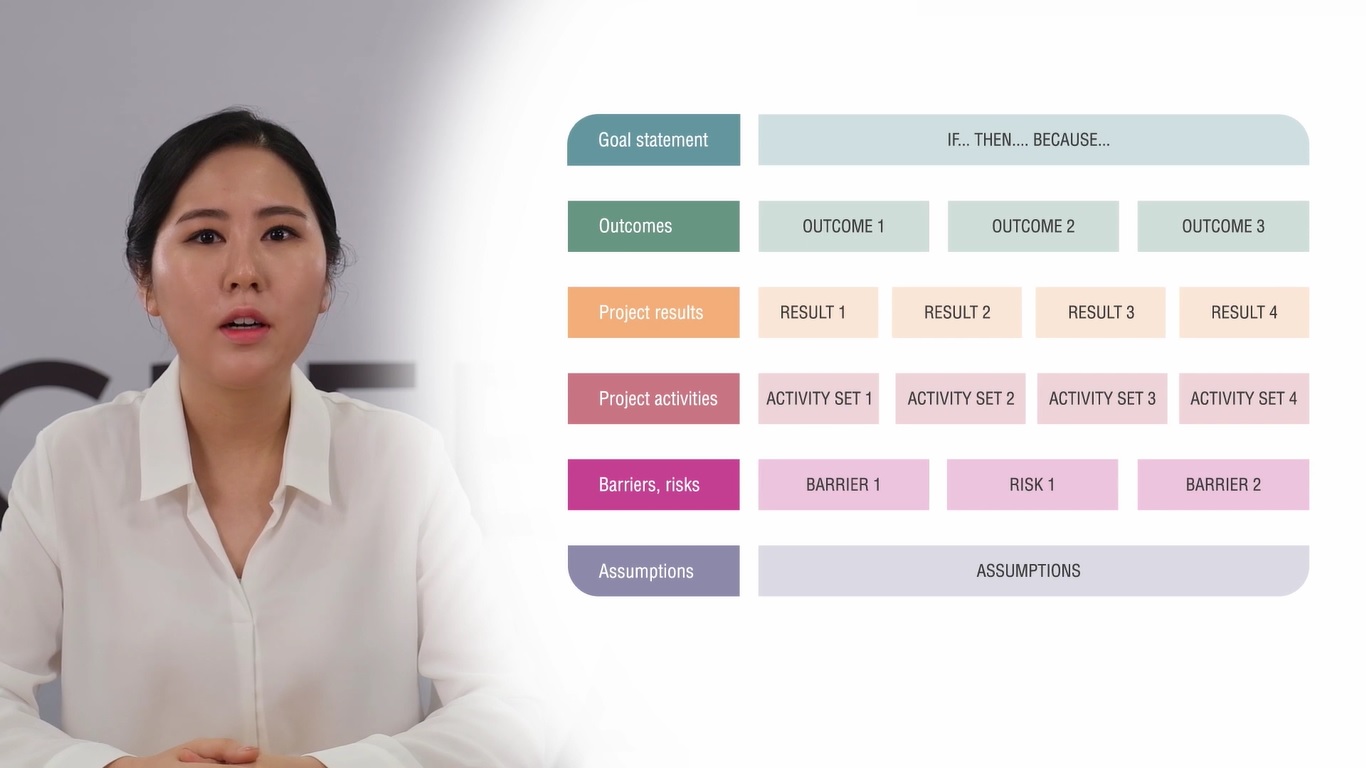 Goal statement IF... THEN.... BECAUSE...
Outcomes OUTCOME 1 OUTCOME 2 OUTCOME 3
Project results RESULT 1 RESULT 2 RESULT 3 RESULT 4
Project activities ACTIVITY SET 1 ACTIVITY SET 2 ACTIVITY SET 3 ACTIVITY SET 4
Barriers, risks BARRIER 1 RISK 1 BARRIER 2
Assumptions ASSUMPTIONS